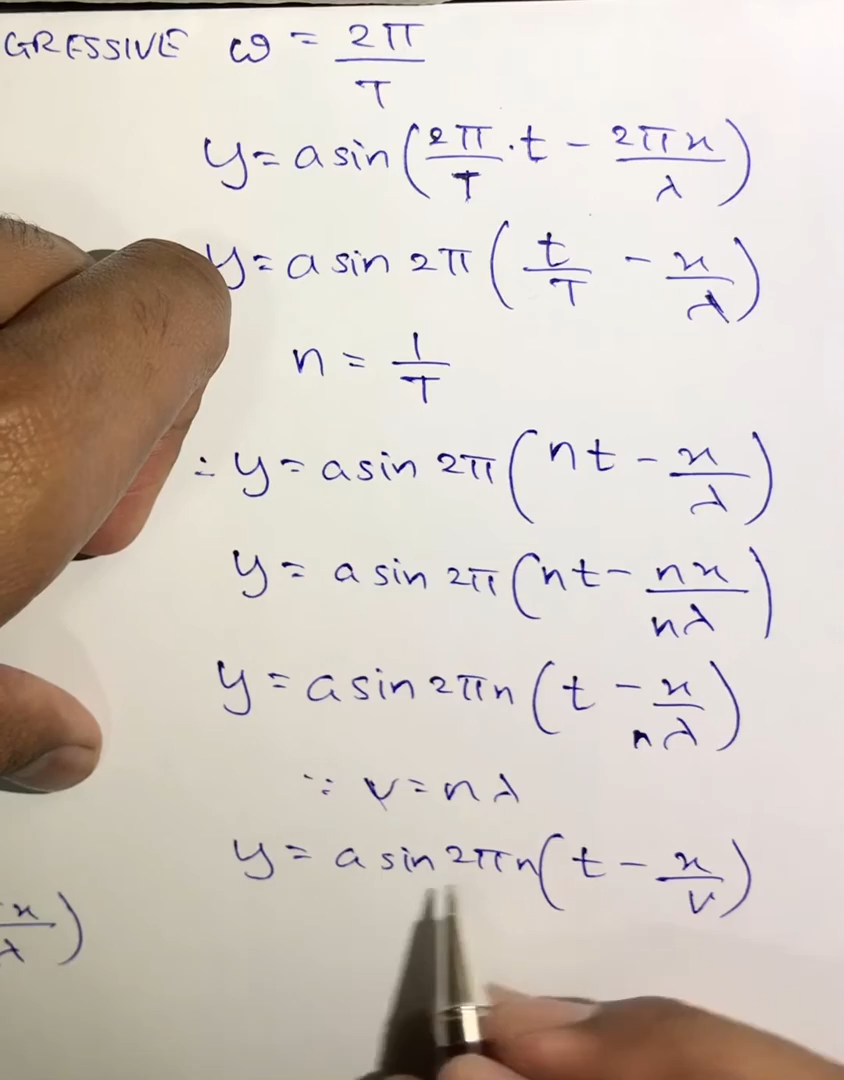 GRESSIVE ω = 2π/T
y = a sin (2π/T . t - 2πx/λ)
y = a sin 2π (t/T - x/λ)
n = 1/T
∴ y = a sin 2π (nt - x/λ)
y = a sin 2π (nt - nx/nλ)
y = a sin 2πn (t - x/nλ)
∵ v = nλ
y = a sin 2πn (t - x/v)
x/λ)